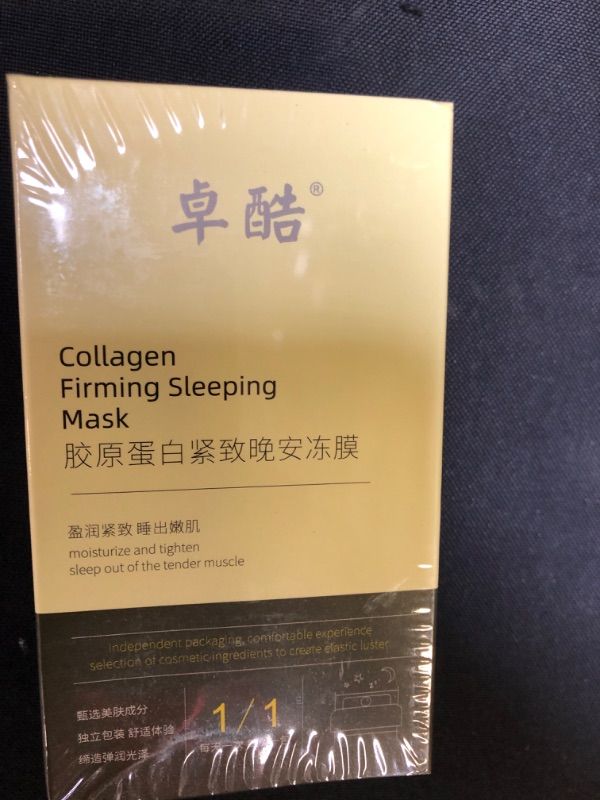 卓酷®
Collagen
Firming Sleeping
Mask
胶原蛋白紧致晚安冻膜
盈润紧致 睡出嫩肌
moisturize and tighten
sleep out of the tender muscle
Independent packaging, comfortable experience
selection of cosmetic ingredients to create elastic luster
甄选美肤成分
独立包装 舒适体验
缔造弹润光泽
1/1
每天